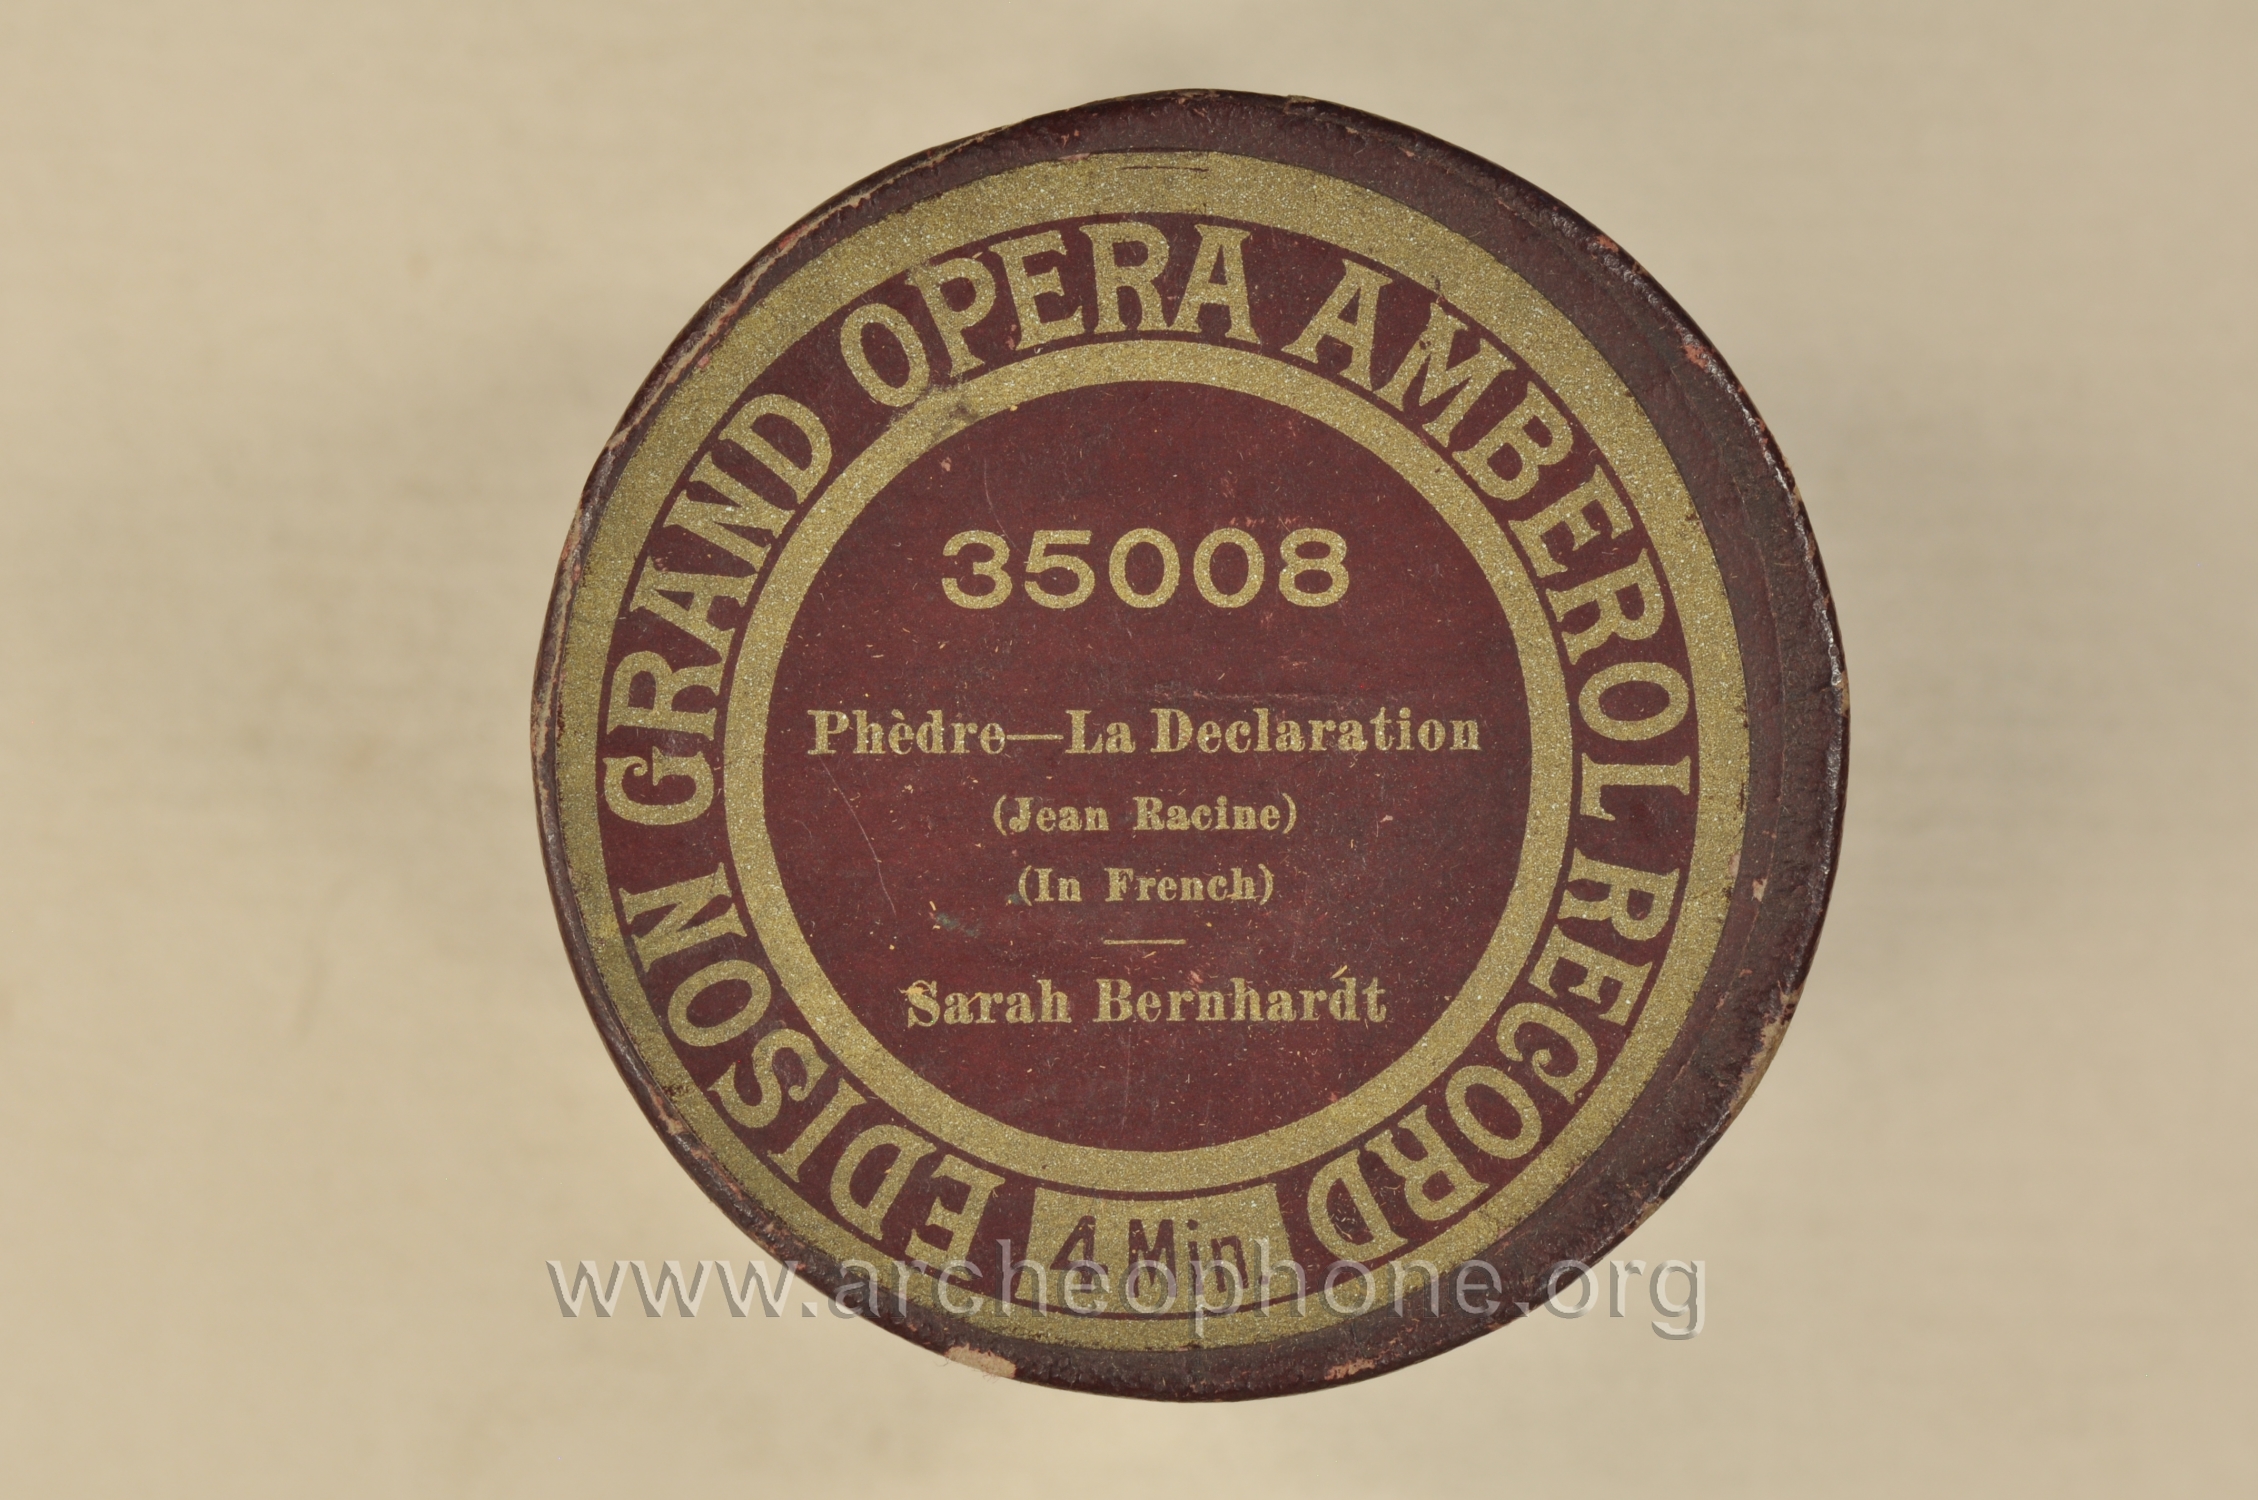 EDISON GRAND OPERA AMBEROL RECORD
35008
Phèdre—La Declaration
(Jean Racine)
(In French)
Sarah Bernhardt
4 Min.
www.archeophone.org